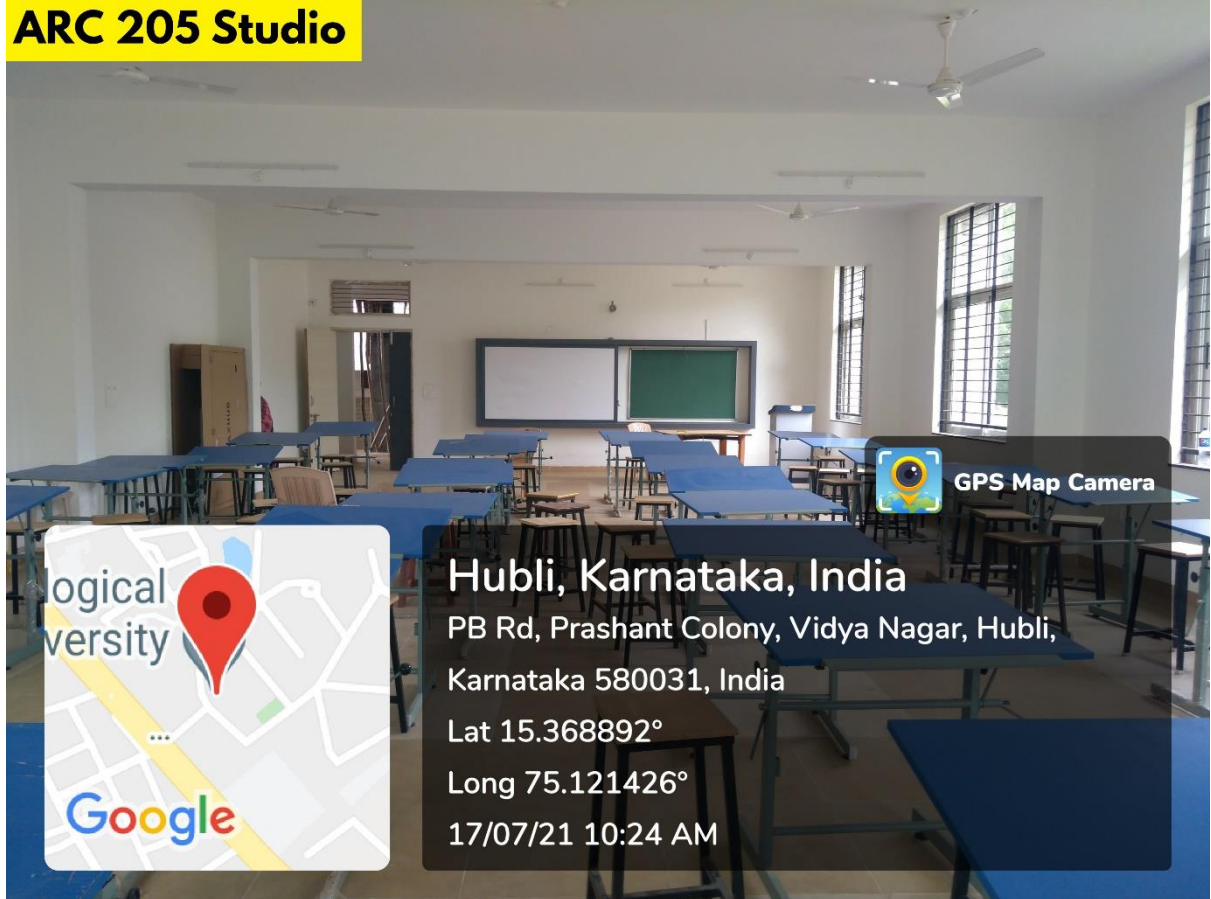 ARC 205 Studio
GPS Map Camera
logical
versity
...
Google
Hubli, Karnataka, India
PB Rd, Prashant Colony, Vidya Nagar, Hubli,
Karnataka 580031, India
Lat 15.368892°
Long 75.121426°
17/07/21 10:24 AM